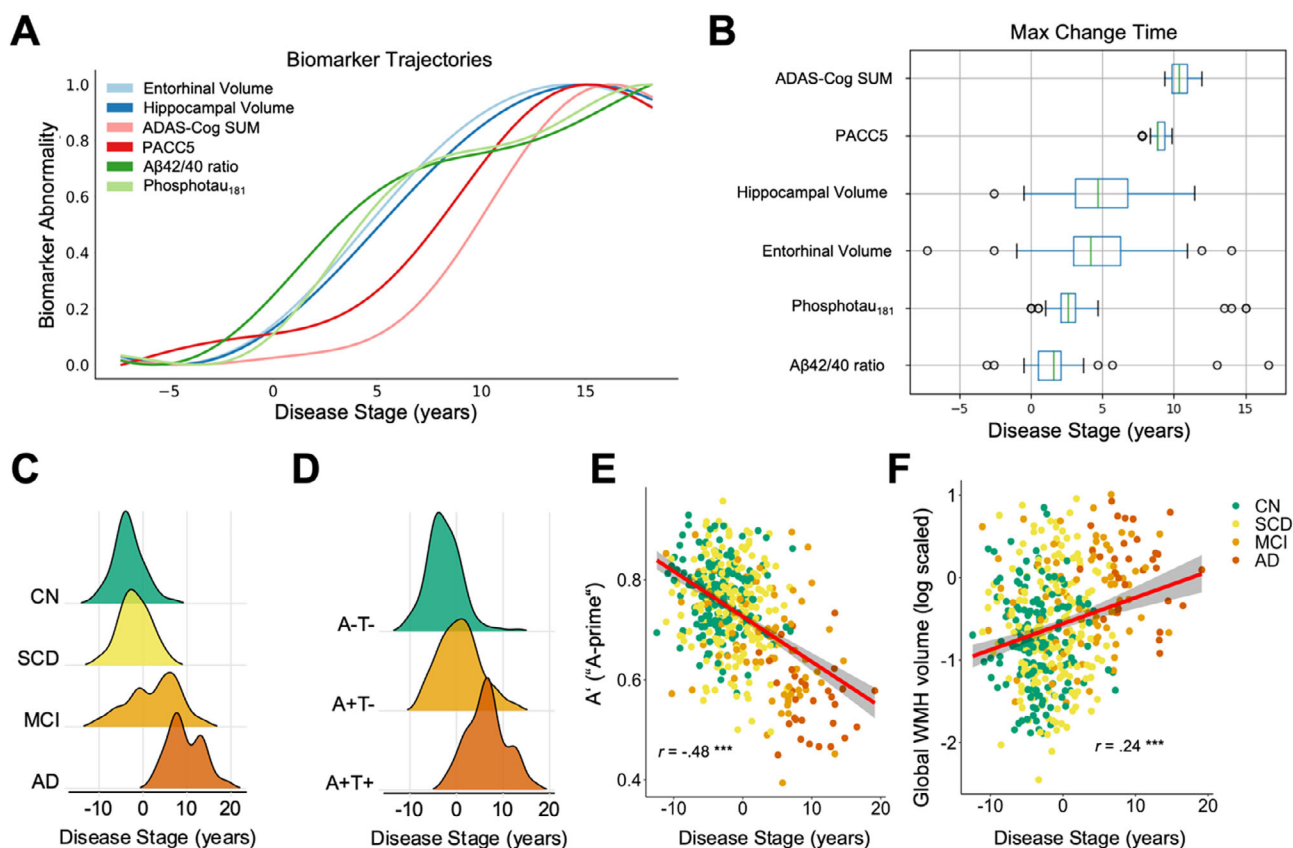 A
Biomarker Trajectories
Biomarker Abnormality
1.0
0.8
0.6
0.4
0.2
0.0
Entorhinal Volume
Hippocampal Volume
ADAS-Cog SUM
PACC5
Aβ42/40 ratio
Phosphotau₁₈₁
−5 0 5 10 15
Disease Stage (years)
B
Max Change Time
ADAS-Cog SUM
PACC5
Hippocampal Volume
Entorhinal Volume
Phosphotau₁₈₁
Aβ42/40 ratio
−5 0 5 10 15
Disease Stage (years)
C
CN
SCD
MCI
AD
-10 0 10 20
Disease Stage (years)
D
A-T-
A+T-
A+T+
-10 0 10 20
Disease Stage (years)
E
A‘ (“A-prime“)
0.8
0.6
0.4
r = -.48 ***
-10 0 10 20
Disease Stage (years)
F
Global WMH volume (log scaled)
1
0
-1
-2
r = .24 ***
-10 0 10 20
Disease Stage (years)
CN
SCD
MCI
AD